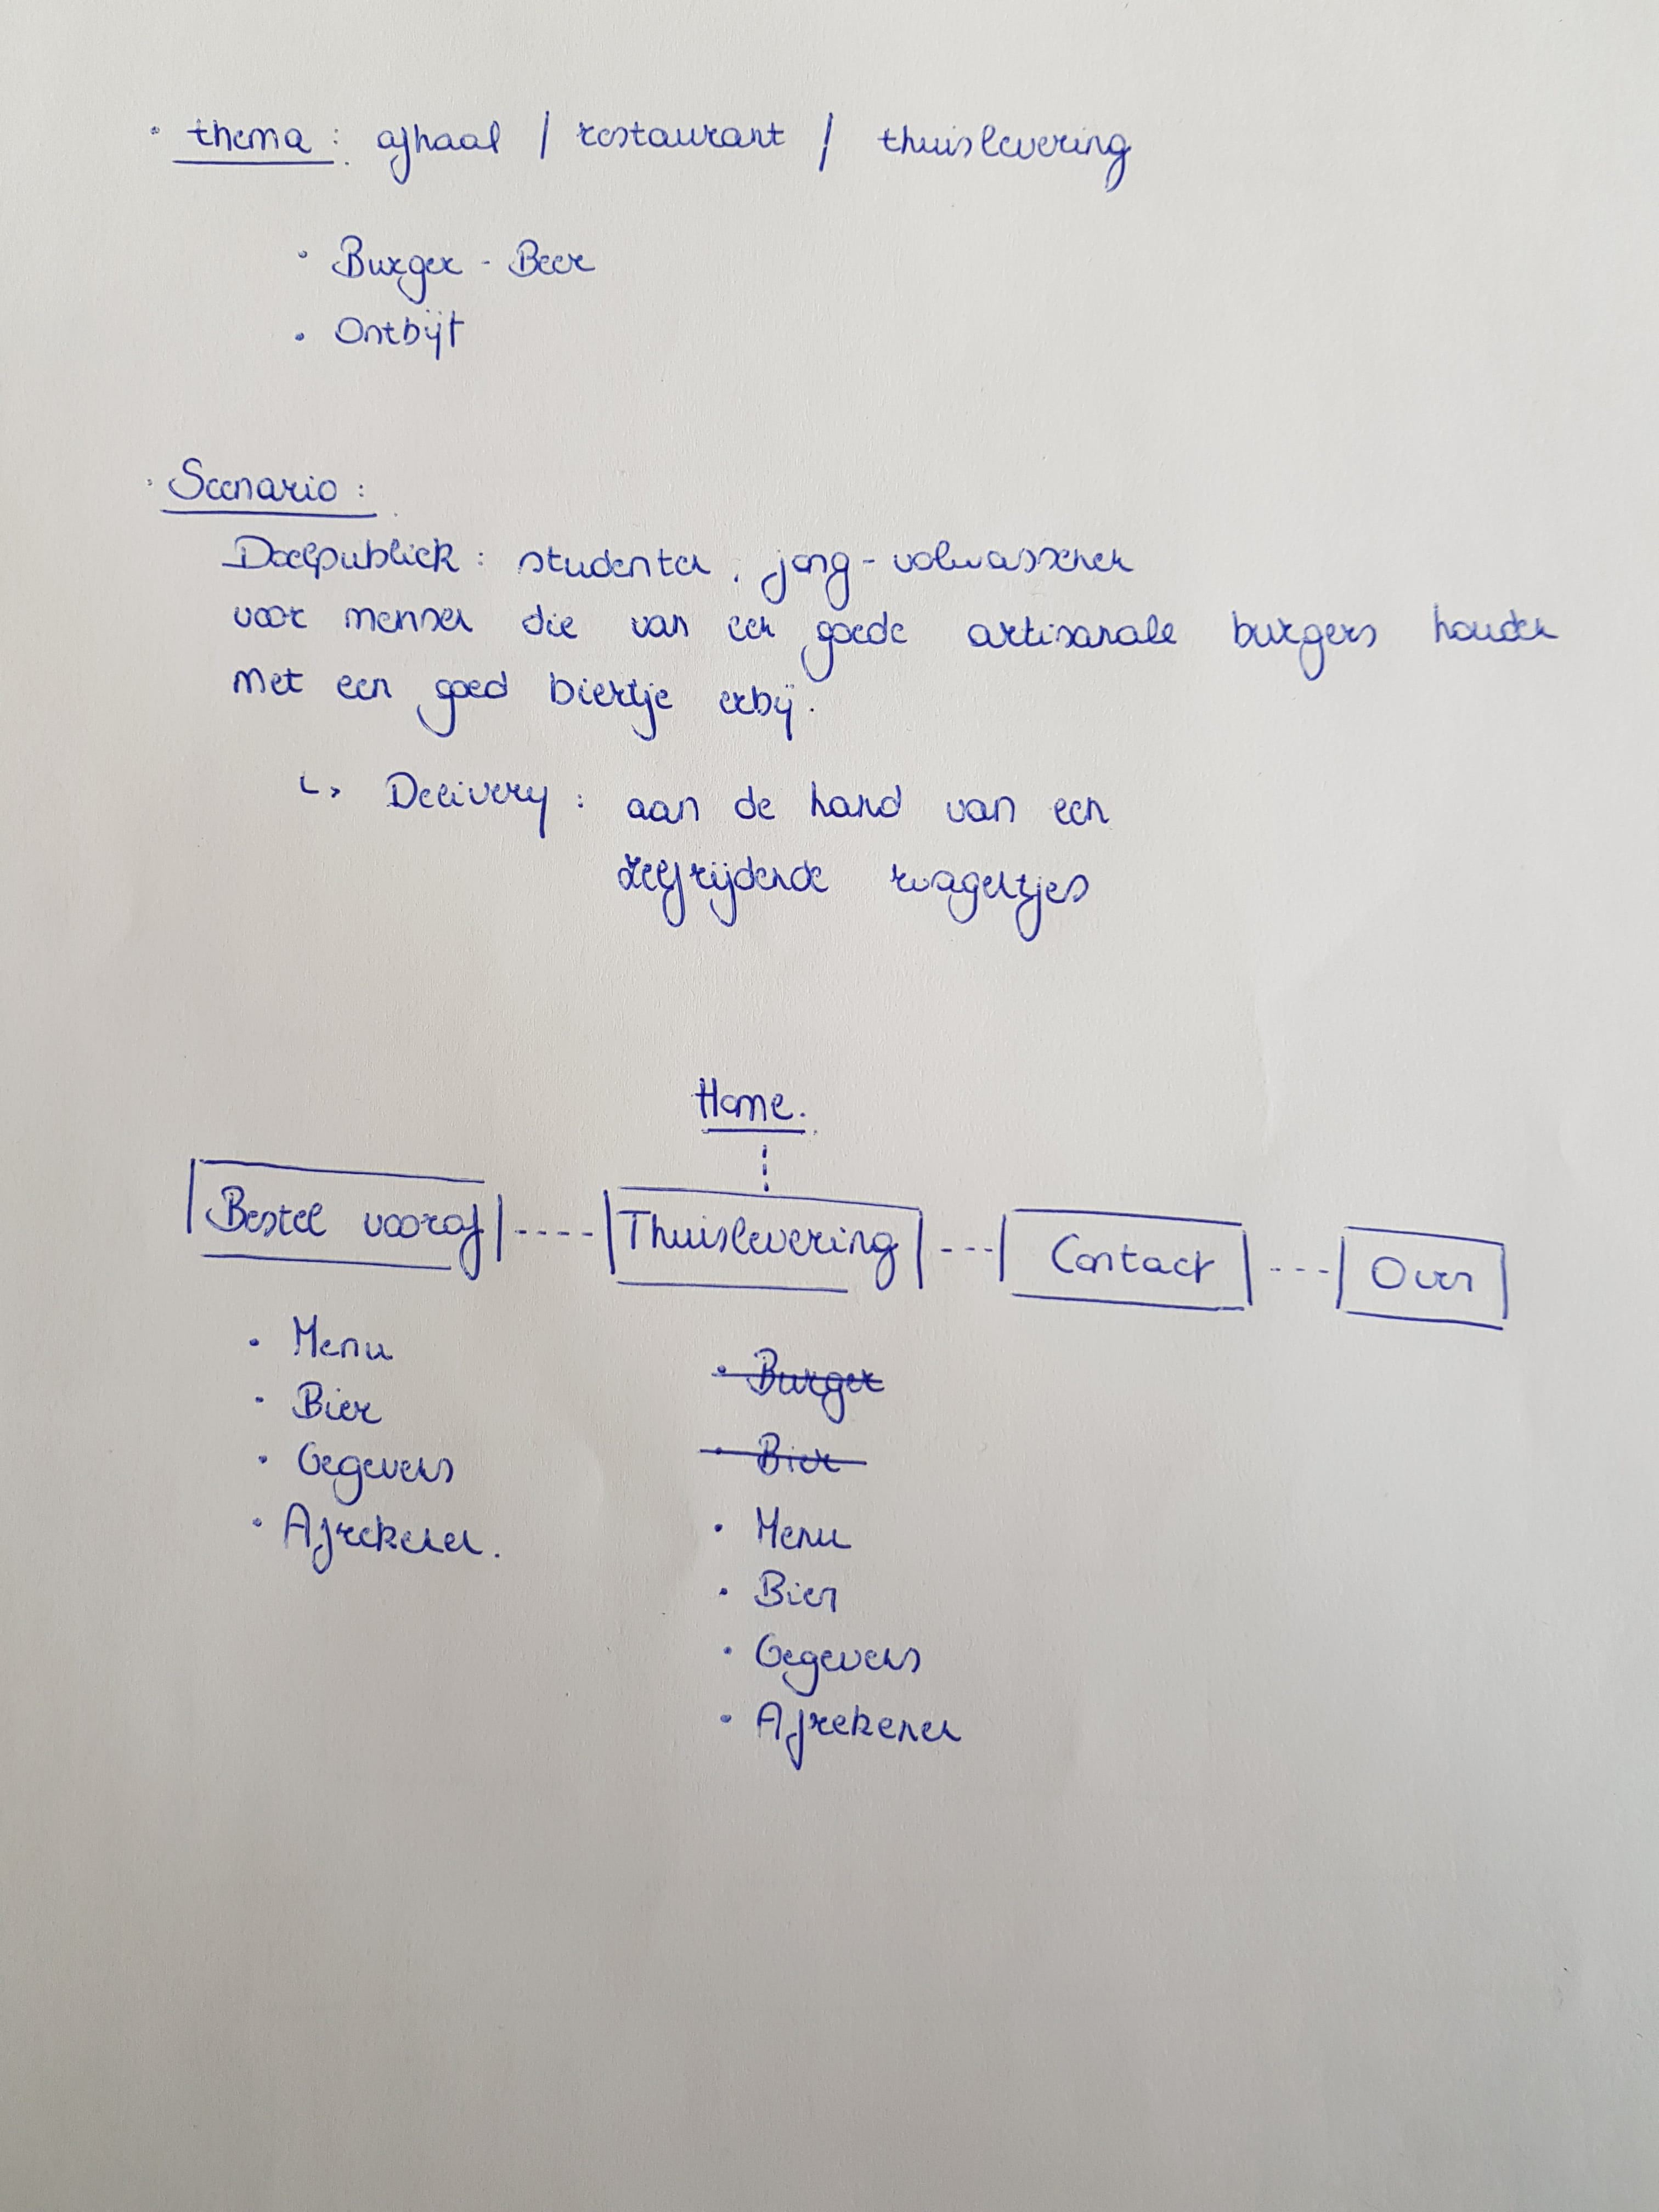 · thema : afhaal / restaurant / thuislevering
· Burger - Beer
· Ontbijt
· Scenario :
Doelpubliek : studenten , jong-volwassenen
voor mensen die van een goede artisanale burgers houden
met een goed biertje erbij.
↳ Delivery : aan de hand van een
zelfrijdende wagentjes
Home.
Bestel vooraf ---- Thuislevering --- Contact --- Over
· Menu
· Bier
· Gegevens
· Afrekenen.
· Burger
· Bier
· Menu
· Bier
· Gegevens
· Afrekenen